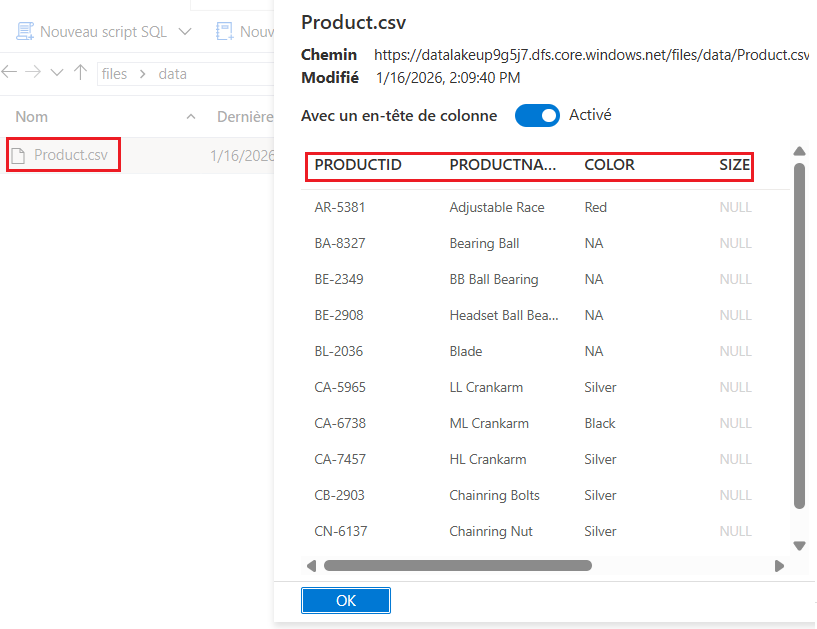 Nouveau script SQL
Nouv
files > data
Nom
Dernière
Product.csv
1/16/2026
Product.csv
Chemin https://datalakeup9g5j7.dfs.core.windows.net/files/data/Product.csv
Modifié 1/16/2026, 2:09:40 PM
Avec un en-tête de colonne Activé
PRODUCTID PRODUCTNA... COLOR SIZE
AR-5381 Adjustable Race Red NULL
BA-8327 Bearing Ball NA NULL
BE-2349 BB Ball Bearing NA NULL
BE-2908 Headset Ball Bea... NA NULL
BL-2036 Blade NA NULL
CA-5965 LL Crankarm Silver NULL
CA-6738 ML Crankarm Black NULL
CA-7457 HL Crankarm Silver NULL
CB-2903 Chainring Bolts Silver NULL
CN-6137 Chainring Nut Silver NULL
OK